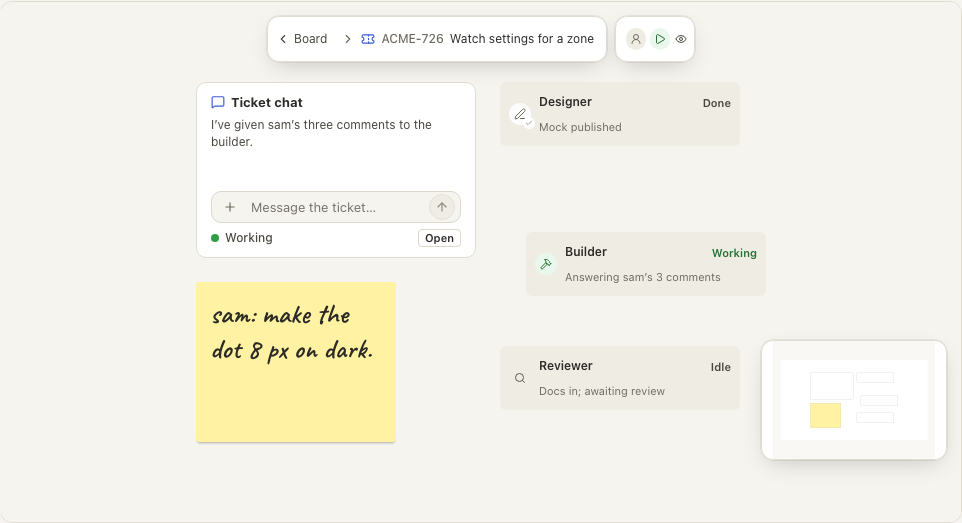 Board
ACME-726 Watch settings for a zone
Ticket chat
I’ve given sam’s three comments to the
builder.
Message the ticket...
Working
Open
sam: make the
dot 8 px on dark.
Designer
Done
Mock published
Builder
Working
Answering sam’s 3 comments
Reviewer
Idle
Docs in; awaiting review